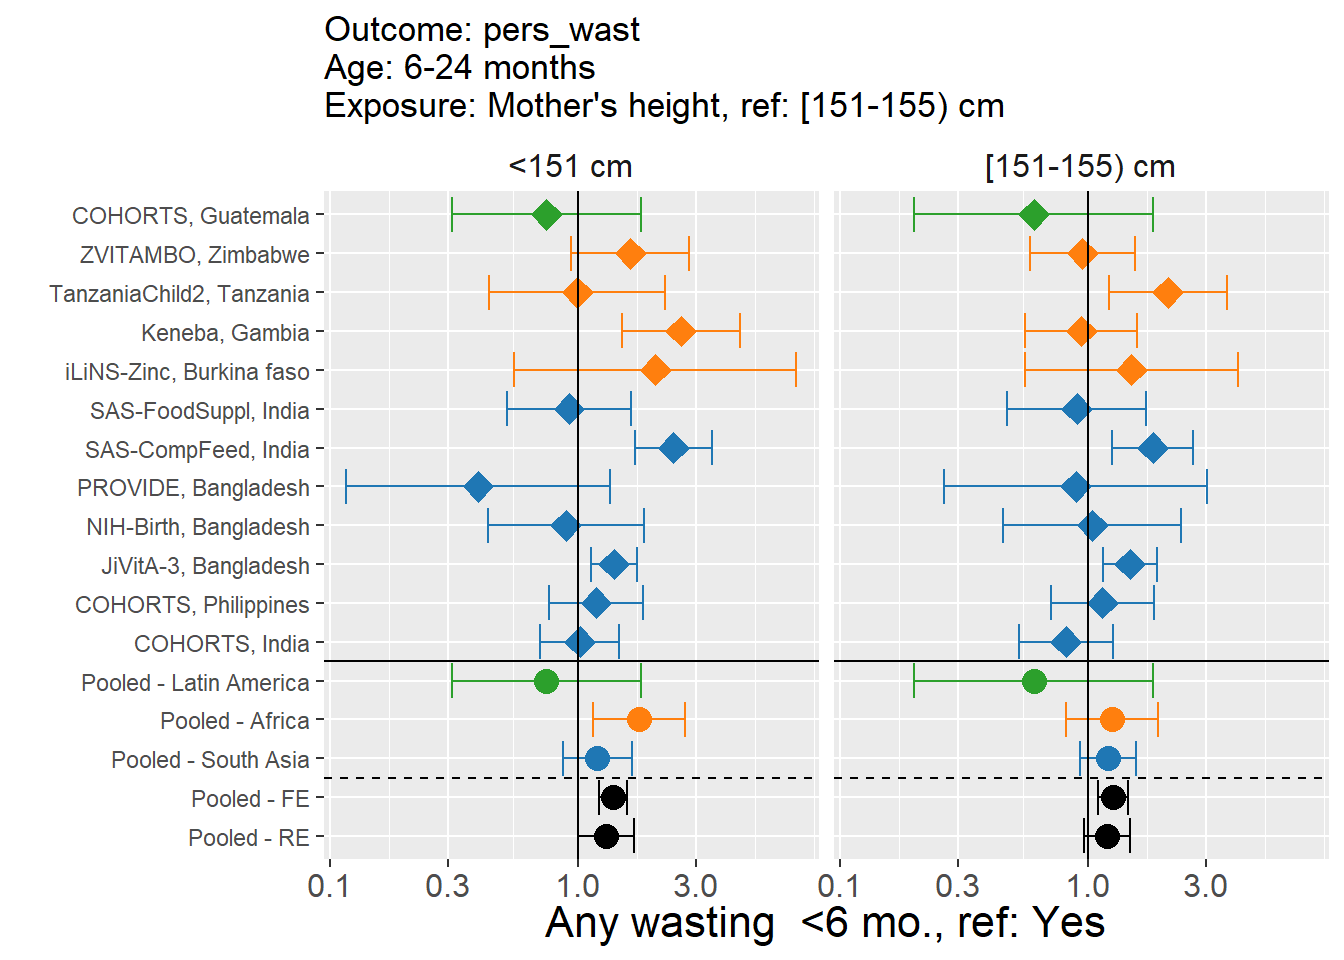 Outcome: pers_wast
Age: 6-24 months
Exposure: Mother's height, ref: [151-155) cm
<151 cm
[151-155) cm
COHORTS, Guatemala
ZVITAMBO, Zimbabwe
TanzaniaChild2, Tanzania
Keneba, Gambia
iLiNS-Zinc, Burkina faso
SAS-FoodSuppl, India
SAS-CompFeed, India
PROVIDE, Bangladesh
NIH-Birth, Bangladesh
JiVitA-3, Bangladesh
COHORTS, Philippines
COHORTS, India
Pooled - Latin America
Pooled - Africa
Pooled - South Asia
Pooled - FE
Pooled - RE
0.1 0.3 1.0 3.0 0.1 0.3 1.0 3.0
Any wasting  <6 mo., ref: Yes